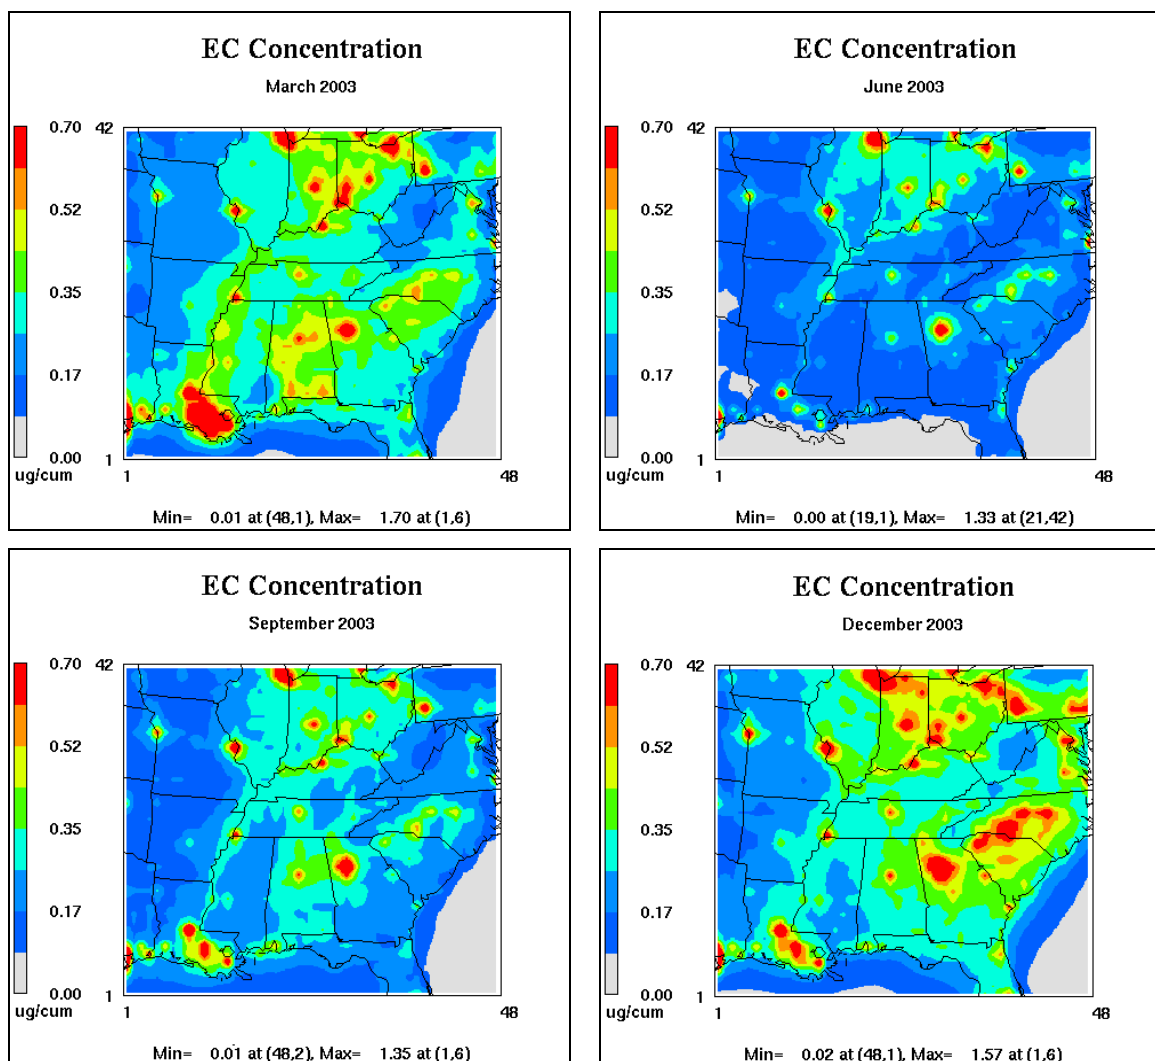 EC Concentration
March 2003
0.70
42
0.52
0.35
0.17
0.00
1
ug/cum
1
48
Min= 0.01 at (48,1), Max= 1.70 at (1,6)
EC Concentration
June 2003
0.70
42
0.52
0.35
0.17
0.00
1
ug/cum
1
48
Min= 0.00 at (19,1), Max= 1.33 at (21,42)
EC Concentration
September 2003
0.70
42
0.52
0.35
0.17
0.00
1
ug/cum
1
48
Min= 0.01 at (48,2), Max= 1.35 at (1,6)
EC Concentration
December 2003
0.70
42
0.52
0.35
0.17
0.00
1
ug/cum
1
48
Min= 0.02 at (48,1), Max= 1.57 at (1,6)